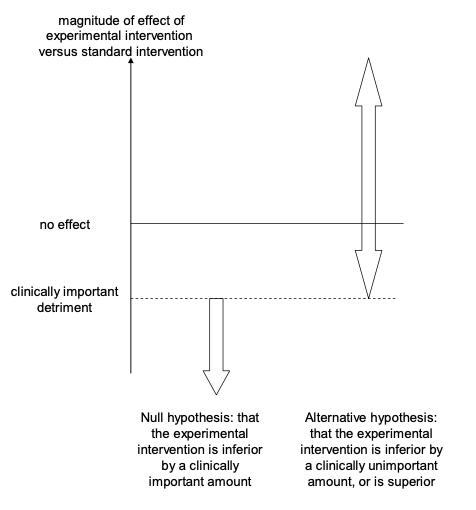 magnitude of effect of
experimental intervention
versus standard intervention
no effect
clinically important
detriment
Null hypothesis: that
the experimental
intervention is inferior
by a clinically
important amount
Alternative hypothesis:
that the experimental
intervention is inferior by
a clinically unimportant
amount, or is superior